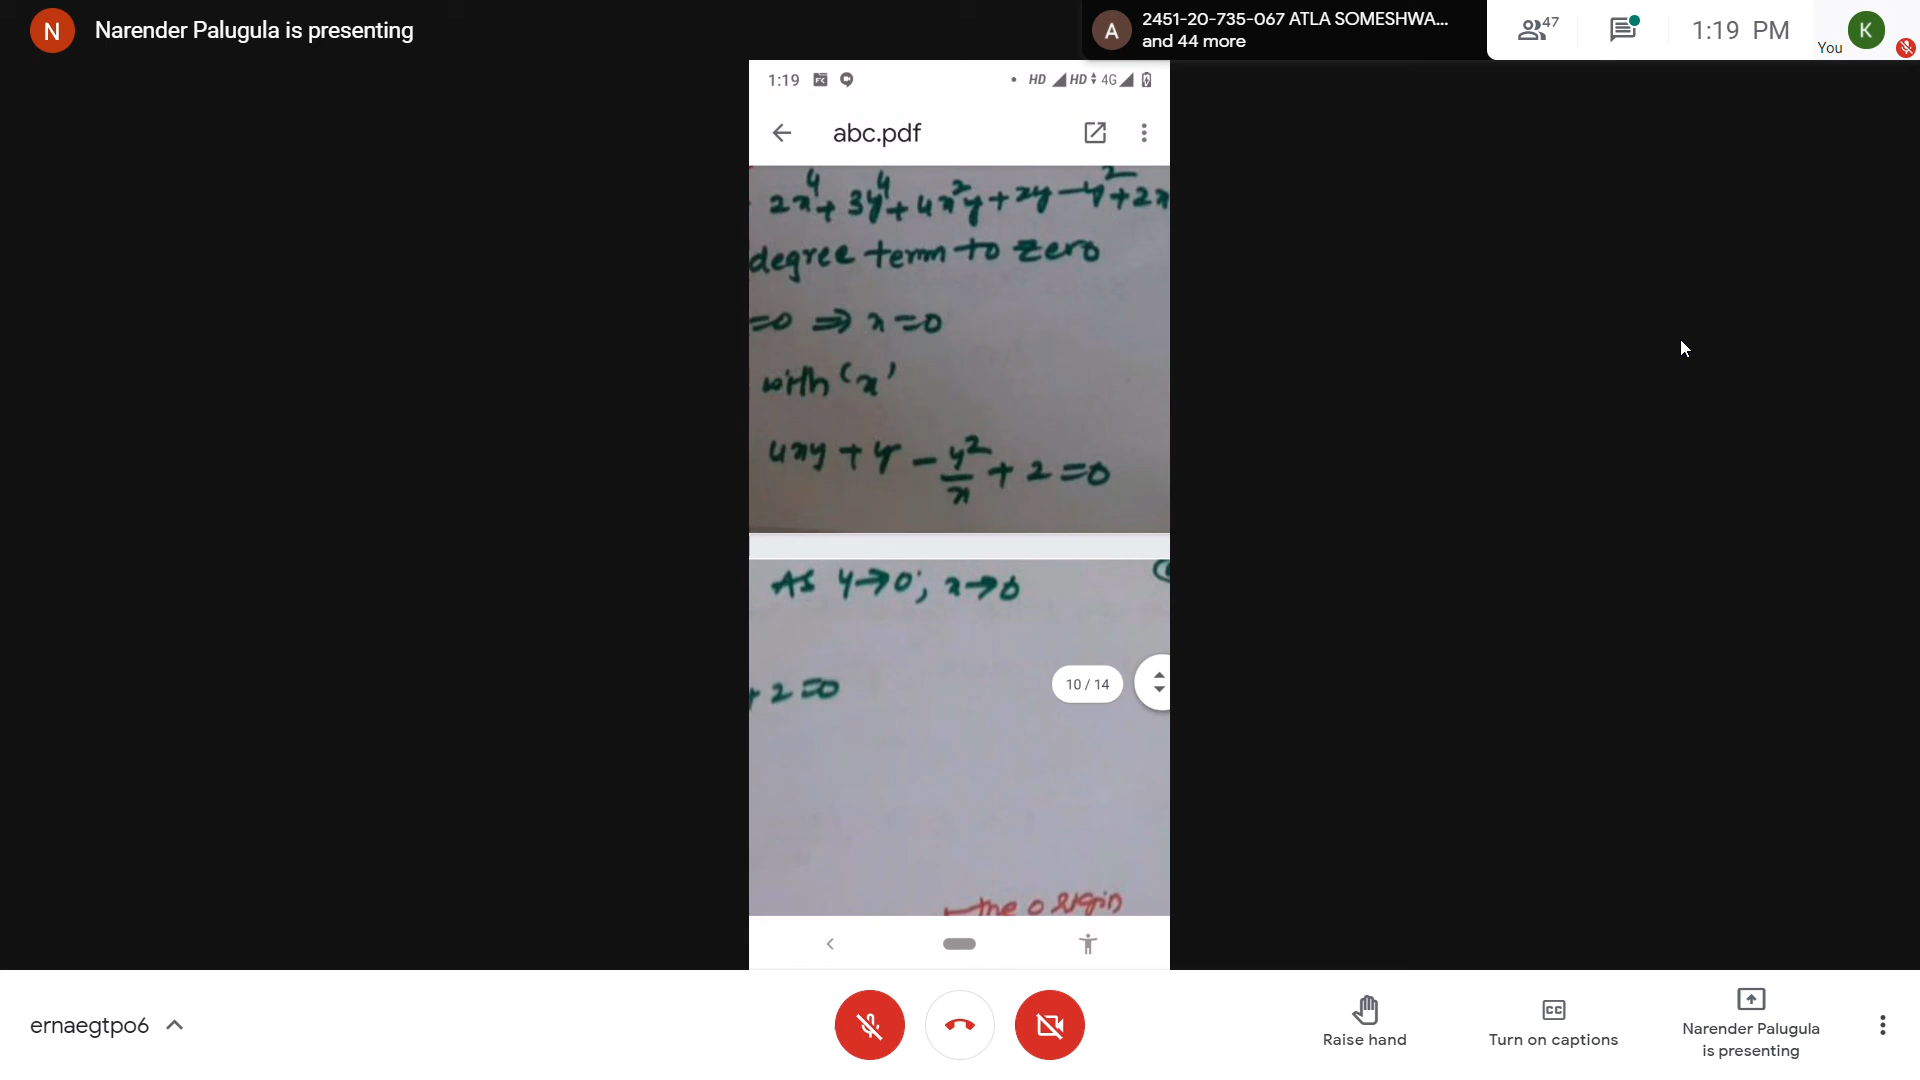 N Narender Palugula is presenting
A 2451-20-735-067 ATLA SOMESHWA...
and 44 more
47
1:19 PM
You K
1:19 HD HD 4G
abc.pdf
2x⁴+3y⁴+4x²y+xy-y²+2x
degree term to zero
=0 ⇒ x=0
with 'x'
4xy + y - y²/x + 2 = 0
As y→0, x→0
+ 2 = 0
10 / 14
the origin
ernaegtpo6
Raise hand
CC Turn on captions
Narender Palugula
is presenting